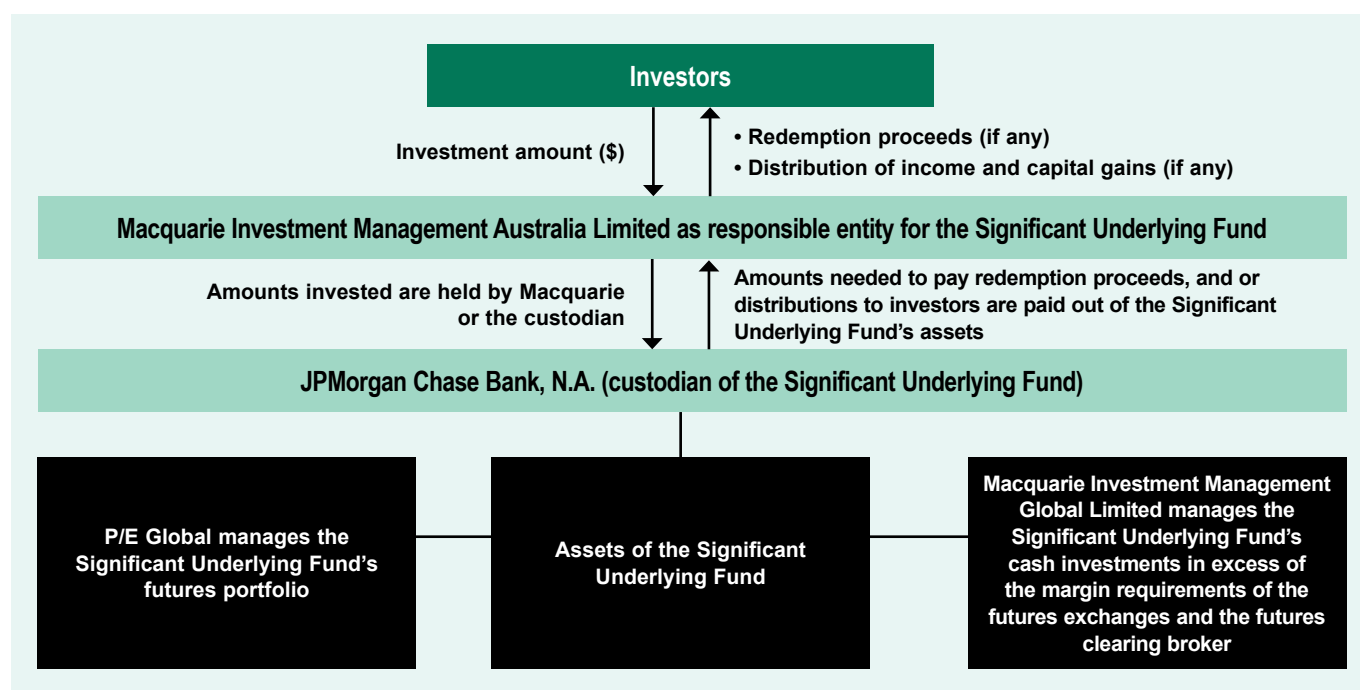 Investors
Investment amount ($)
• Redemption proceeds (if any)
• Distribution of income and capital gains (if any)
Macquarie Investment Management Australia Limited as responsible entity for the Significant Underlying Fund
Amounts invested are held by Macquarie
or the custodian
Amounts needed to pay redemption proceeds, and or
distributions to investors are paid out of the Significant
Underlying Fund’s assets
JPMorgan Chase Bank, N.A. (custodian of the Significant Underlying Fund)
P/E Global manages the
Significant Underlying Fund’s
futures portfolio
Assets of the Significant
Underlying Fund
Macquarie Investment Management
Global Limited manages the
Significant Underlying Fund’s
cash investments in excess of
the margin requirements of the
futures exchanges and the futures
clearing broker